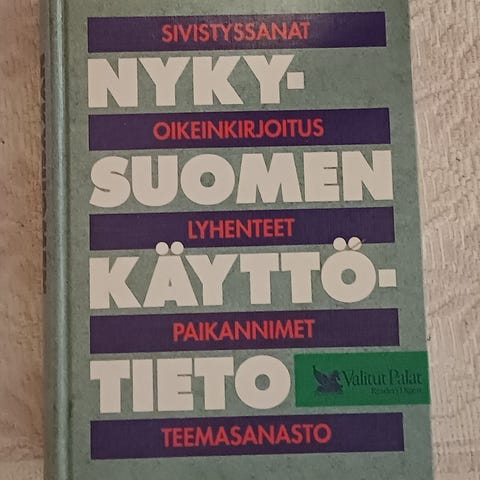 SIVISTYSSANAT
NYKY-
OIKEINKIRJOITUS
SUOMEN
LYHENTEET
KÄYTTÖ-
PAIKANNIMET
TIETO
Valitut Palat
Reader's Digest
TEEMASANASTO